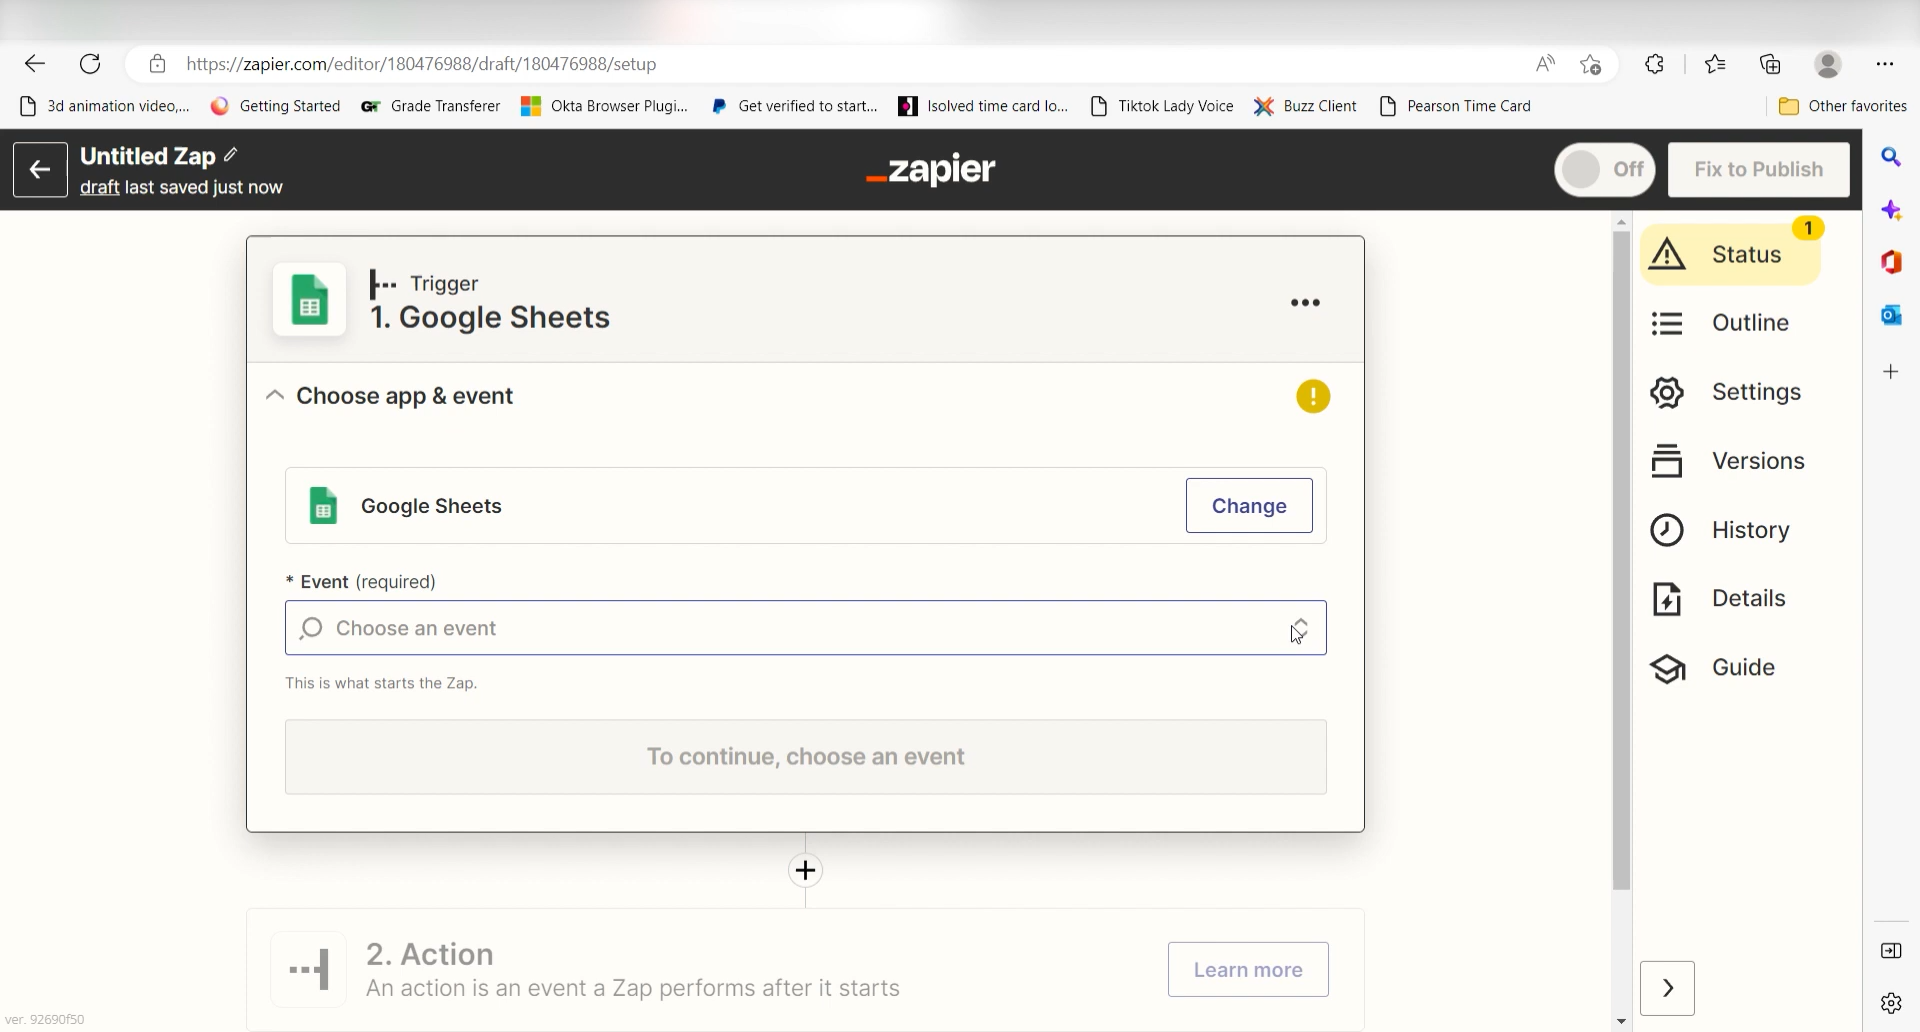 https://zapier.com/editor/180476988/draft/180476988/setup
3d animation video,... Getting Started Grade Transferer Okta Browser Plugi... Get verified to start... Isolved time card lo... Tiktok Lady Voice Buzz Client Pearson Time Card Other favorites
Untitled Zap
draft last saved just now
_zapier
Off
Fix to Publish
1
Status
Outline
Settings
Versions
History
Details
Guide
Trigger
1. Google Sheets
Choose app & event
Google Sheets
Change
* Event (required)
Choose an event
This is what starts the Zap.
To continue, choose an event
2. Action
An action is an event a Zap performs after it starts
Learn more
ver. 92690f50